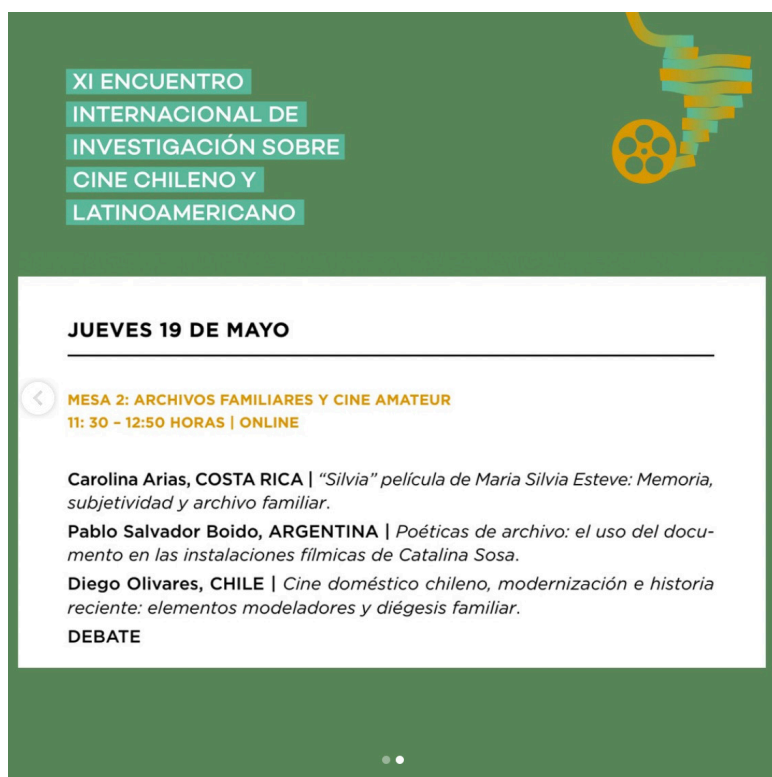 XI ENCUENTRO
INTERNACIONAL DE
INVESTIGACIÓN SOBRE
CINE CHILENO Y
LATINOAMERICANO
JUEVES 19 DE MAYO
MESA 2: ARCHIVOS FAMILIARES Y CINE AMATEUR
11: 30 – 12:50 HORAS | ONLINE
Carolina Arias, COSTA RICA | “Silvia” película de Maria Silvia Esteve: Memoria,
subjetividad y archivo familiar.
Pablo Salvador Boido, ARGENTINA | Poéticas de archivo: el uso del docu-
mento en las instalaciones fílmicas de Catalina Sosa.
Diego Olivares, CHILE | Cine doméstico chileno, modernización e historia
reciente: elementos modeladores y diégesis familiar.
DEBATE